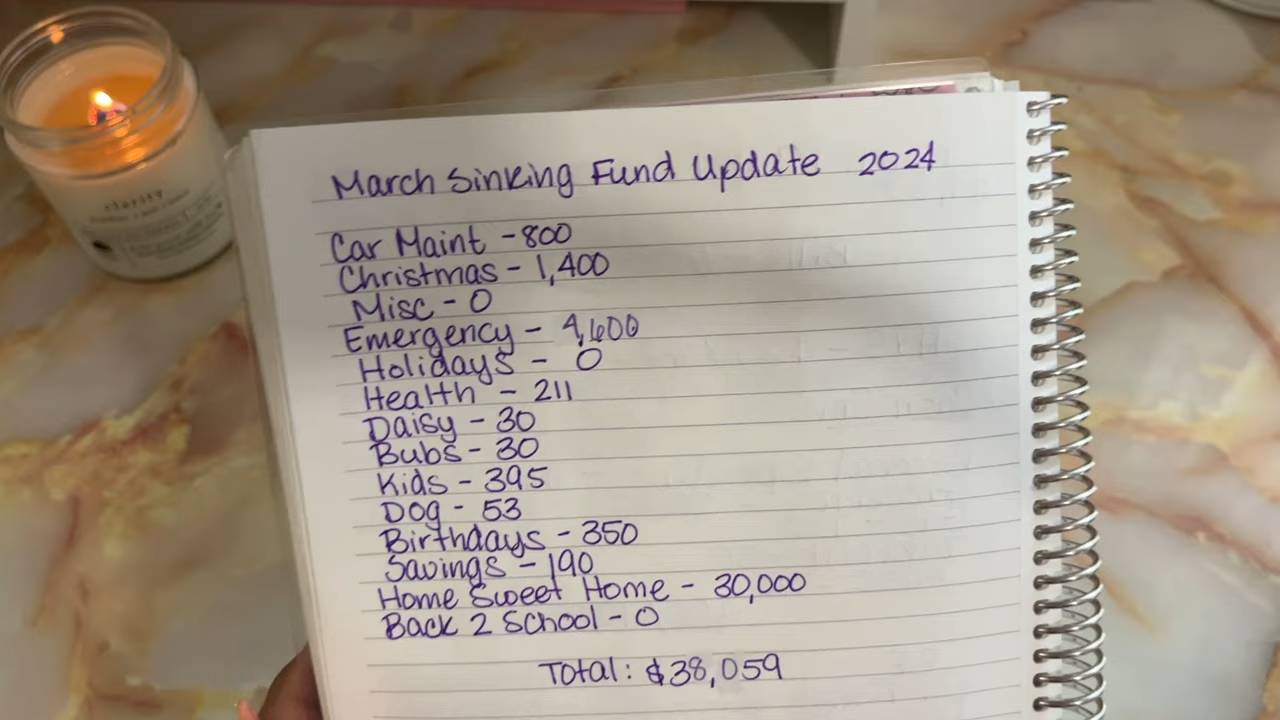 clarity
March Sinking Fund Update 2024
Car Maint - 800
Christmas - 1,400
Misc - 0
Emergency - 4,600
Holidays - 0
Health - 211
Daisy - 30
Bubs - 30
Kids - 395
Dog - 53
Birthdays - 350
Savings - 190
Home Sweet Home - 30,000
Back 2 School - 0
Total: $38,059